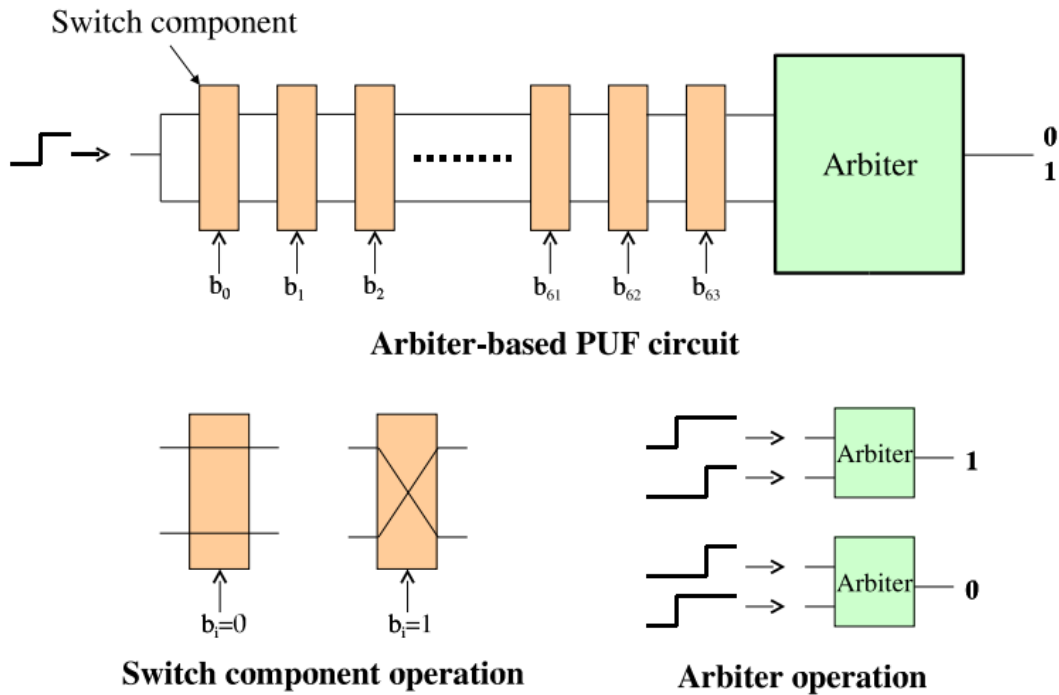 Switch component
Arbiter
0
1
b0 b1 b2 b61 b62 b63
Arbiter-based PUF circuit
Arbiter 1
Arbiter 0
bi=0 bi=1
Switch component operation
Arbiter operation